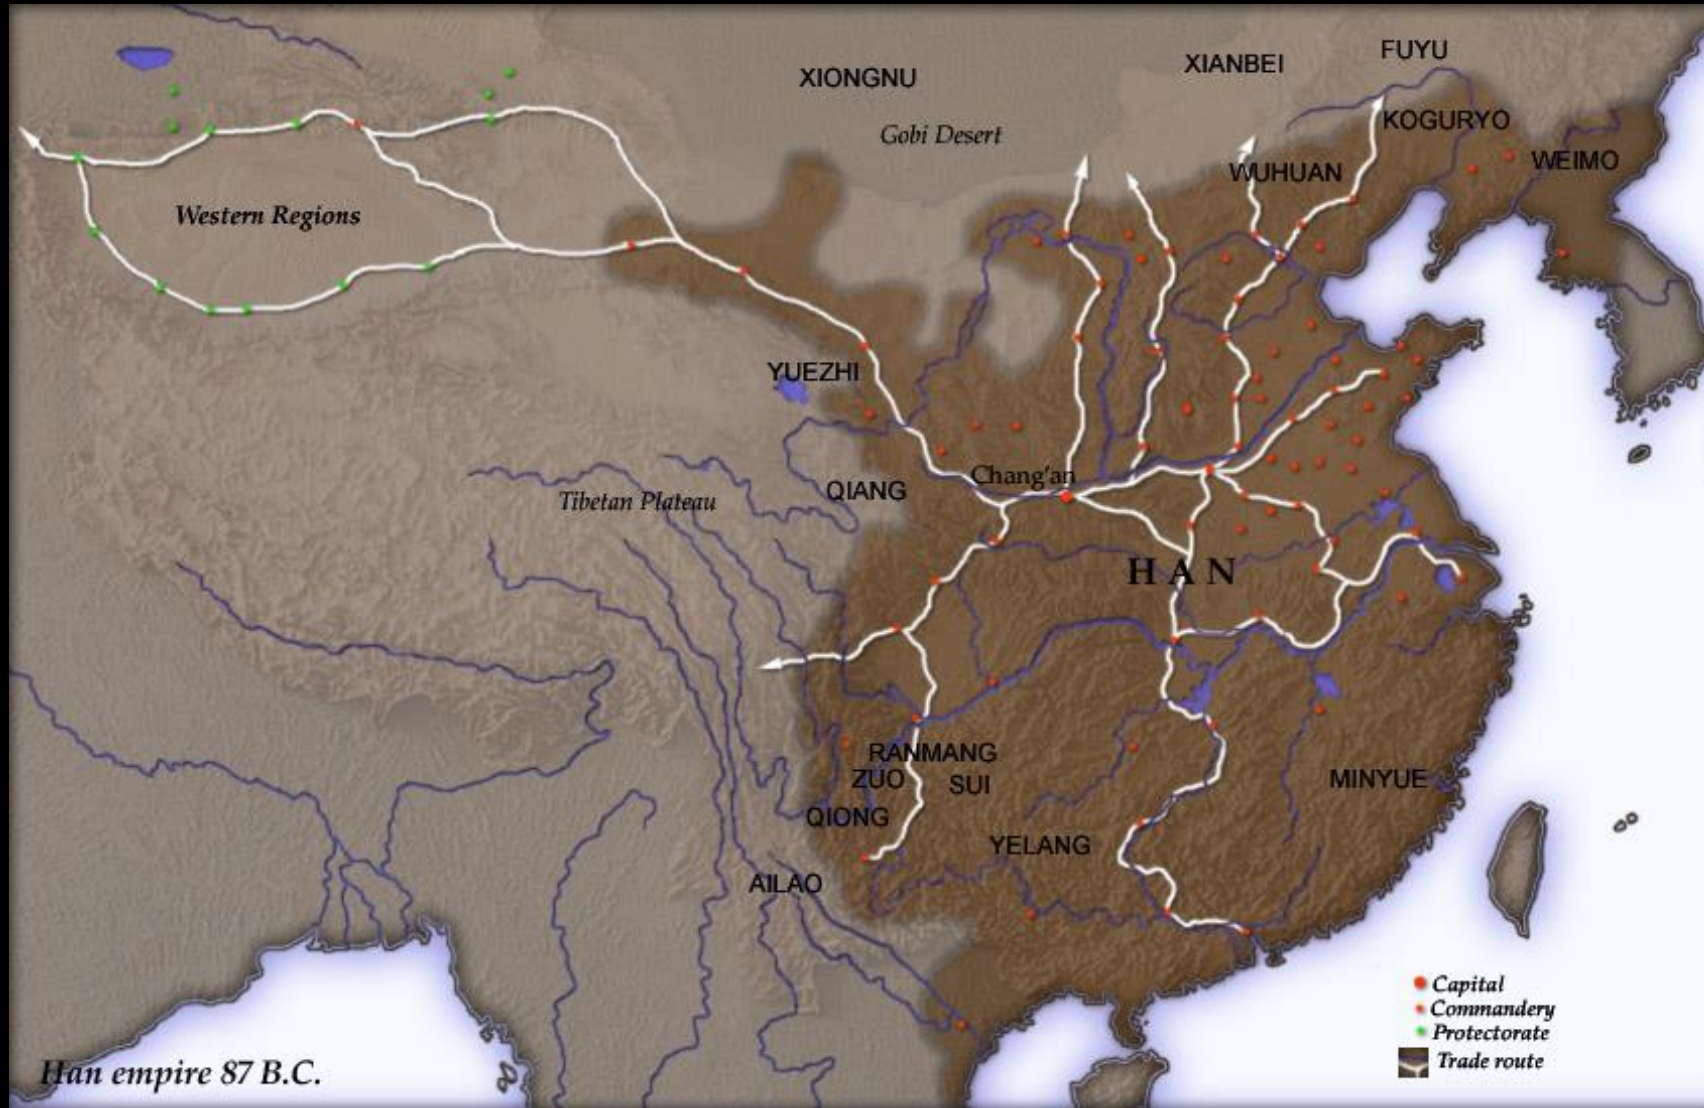 FUYU
XIANBEI
XIONGNU
KOGURYO
Gobi Desert
WEIMO
WUHUAN
Western Regions
YUEZHI
Chang'an
QIANG
Tibetan Plateau
HAN
RANMANG
ZUO
SUI
MINYUE
QIONG
YELANG
AILAO
Capital
Commandery
Protectorate
Trade route
Han empire 87 B.C.